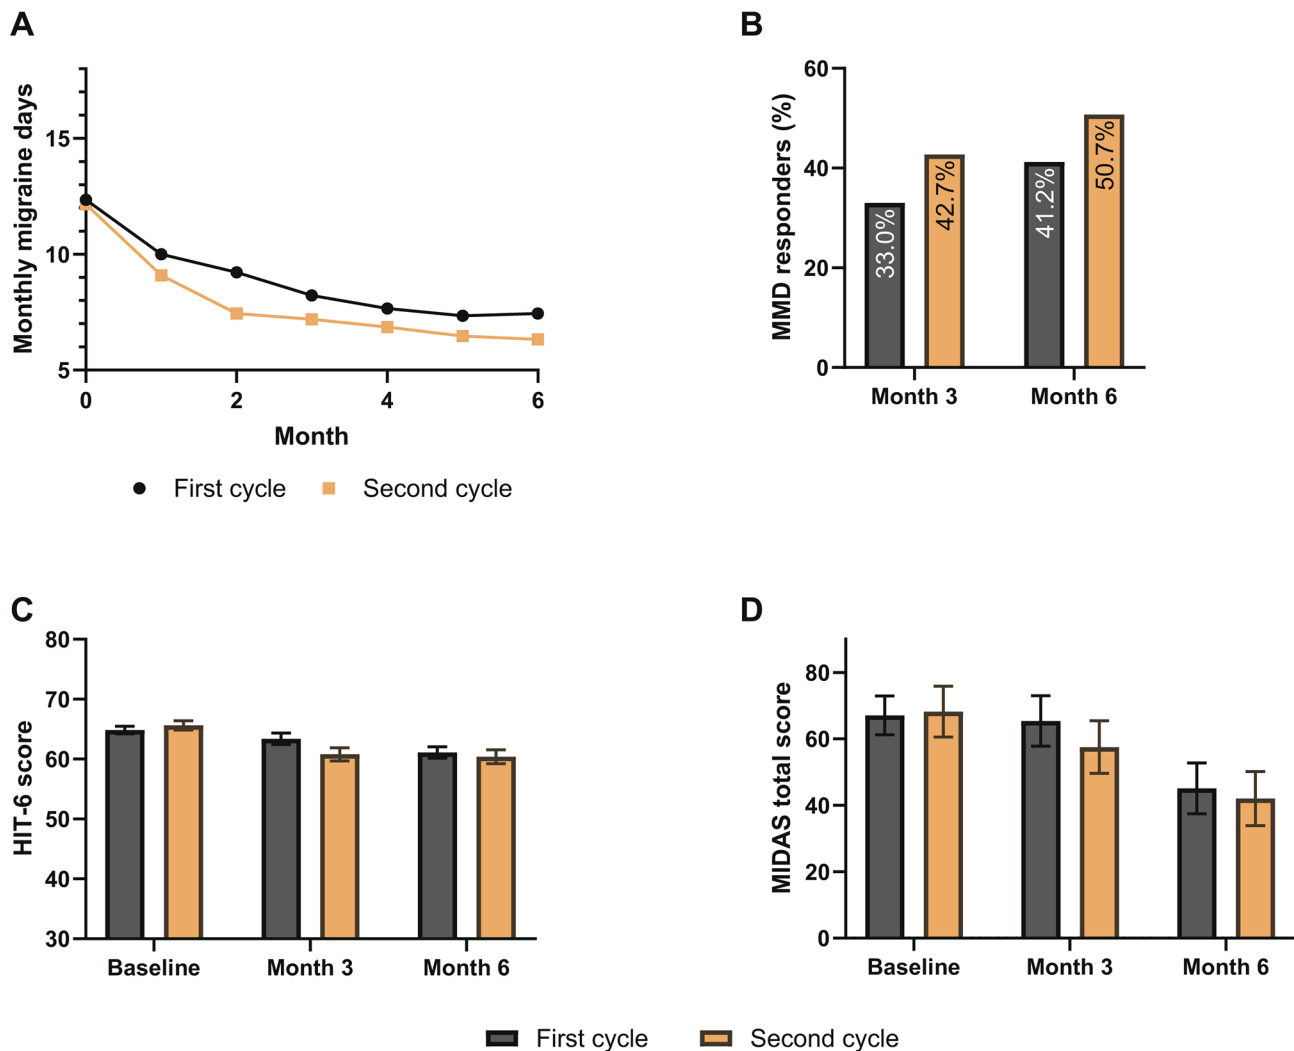 A
Monthly migraine days
15
10
5
0
2
4
6
Month
First cycle
Second cycle
B
MMD responders (%)
60
40
20
0
33.0%
42.7%
41.2%
50.7%
Month 3
Month 6
C
HIT-6 score
80
70
60
50
40
30
Baseline
Month 3
Month 6
D
MIDAS total score
80
60
40
20
0
Baseline
Month 3
Month 6
First cycle
Second cycle